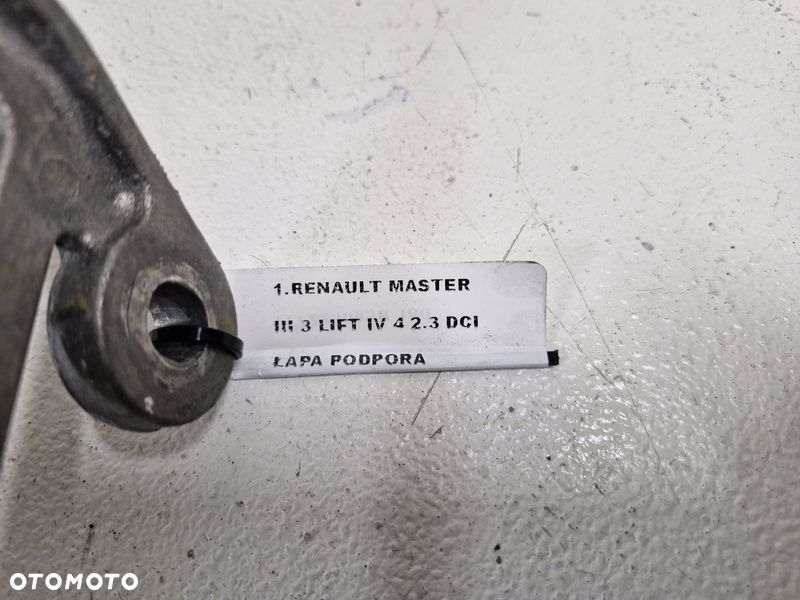 1.RENAULT MASTER
III 3 LIFT IV 4 2.3 DCI
ŁAPA PODPORA
OTOMOTO